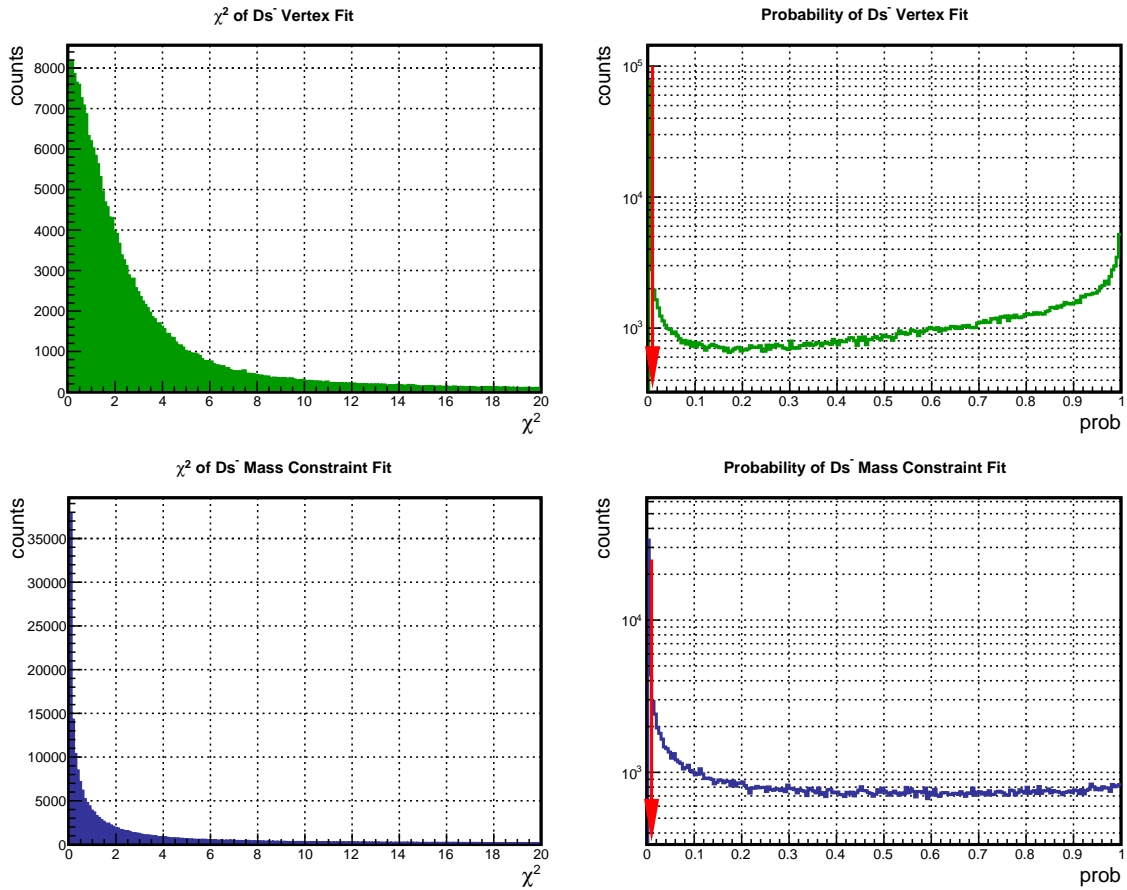 χ² of Ds⁻ Vertex Fit
counts
8000
7000
6000
5000
4000
3000
2000
1000
0
0 2 4 6 8 10 12 14 16 18 20
χ²
Probability of Ds⁻ Vertex Fit
counts
10⁵
10⁴
10³
0 0.1 0.2 0.3 0.4 0.5 0.6 0.7 0.8 0.9 1
prob
χ² of Ds⁻ Mass Constraint Fit
counts
35000
30000
25000
20000
15000
10000
5000
0
0 2 4 6 8 10 12 14 16 18 20
χ²
Probability of Ds⁻ Mass Constraint Fit
counts
10⁴
10³
0 0.1 0.2 0.3 0.4 0.5 0.6 0.7 0.8 0.9 1
prob